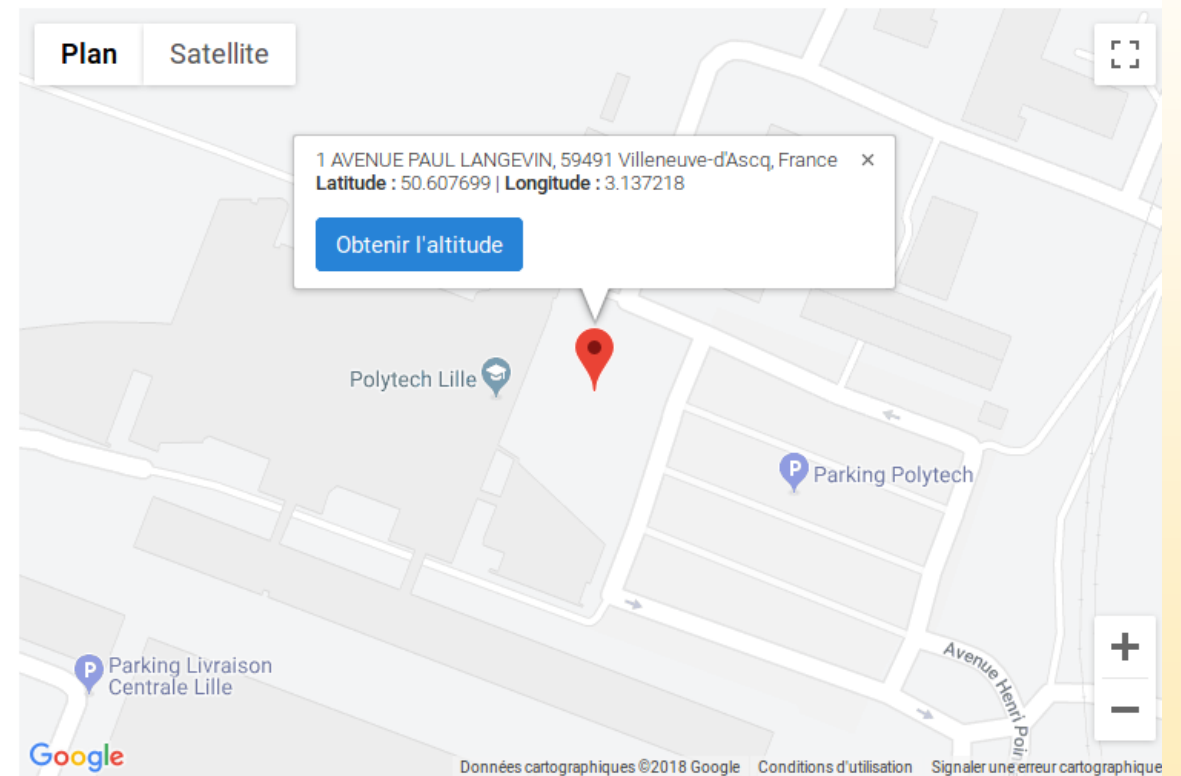 Plan
Satellite
1 AVENUE PAUL LANGEVIN, 59491 Villeneuve-d'Ascq, France ×
Latitude : 50.607699 | Longitude : 3.137218
Obtenir l'altitude
Polytech Lille
P Parking Polytech
P Parking Livraison
Centrale Lille
Avenue Henri Poin
Google
Données cartographiques ©2018 Google
Conditions d'utilisation
Signaler une erreur cartographique